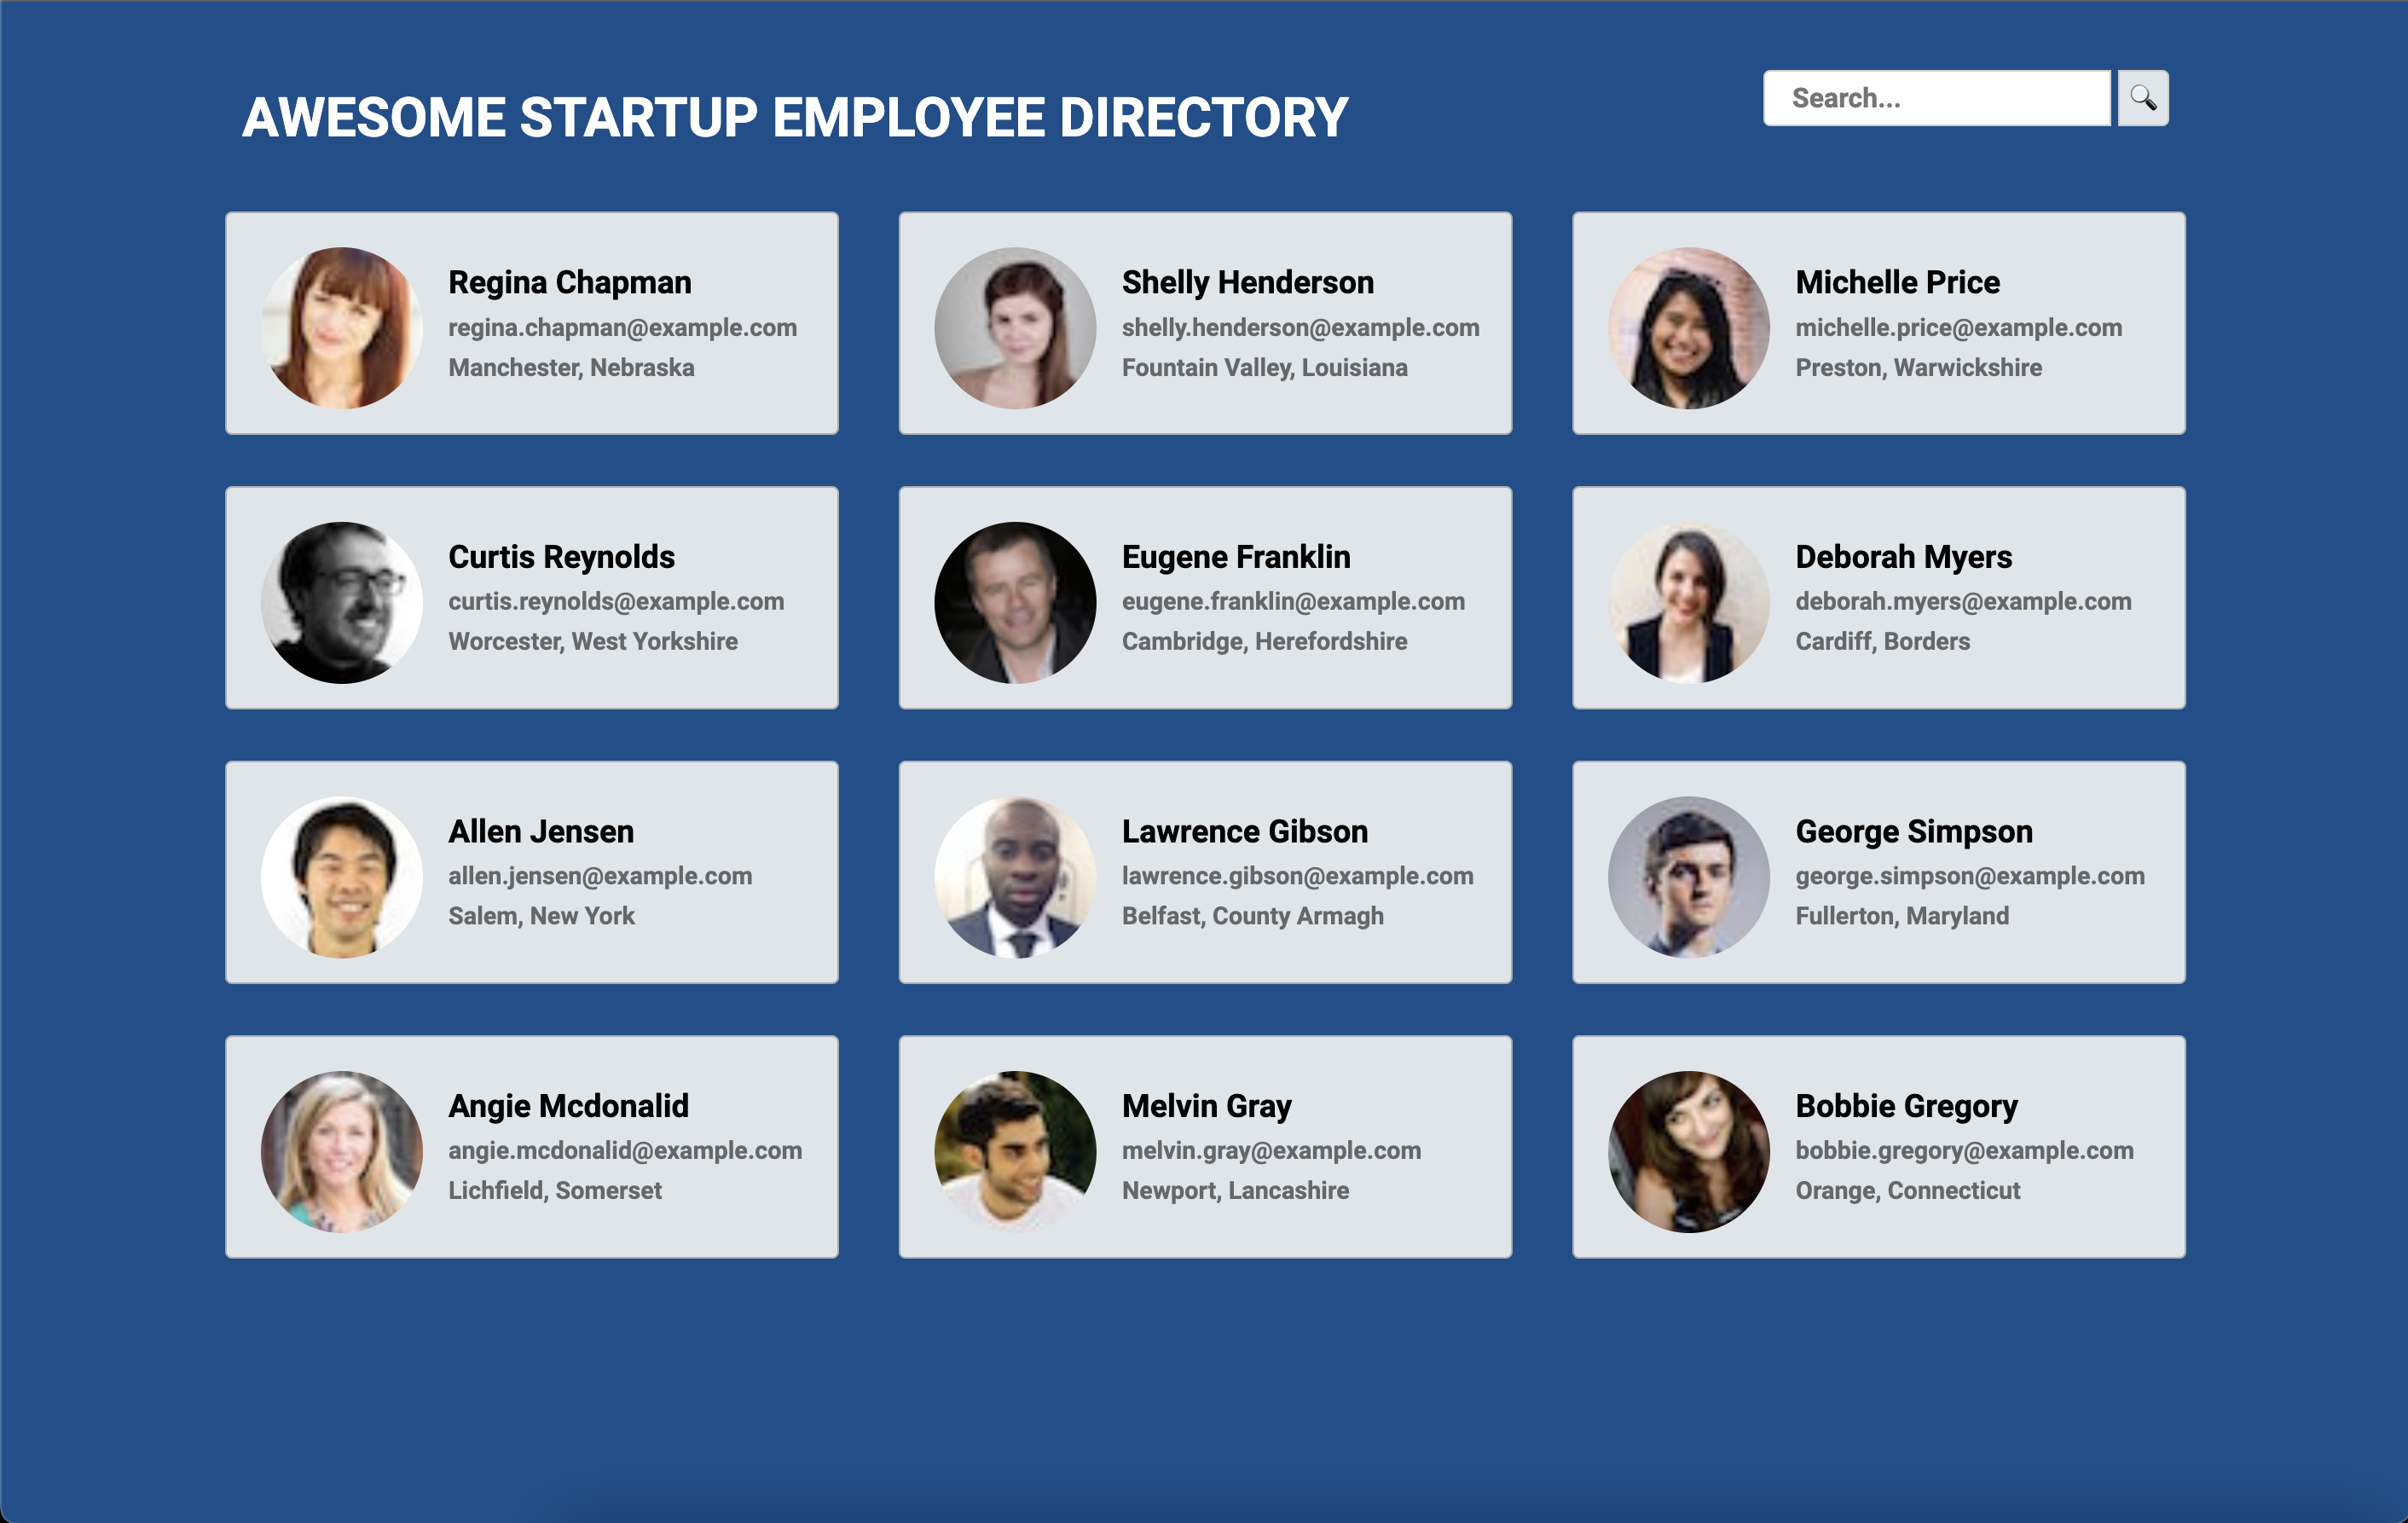 AWESOME STARTUP EMPLOYEE DIRECTORY
Search...
Regina Chapman
regina.chapman@example.com
Manchester, Nebraska
Shelly Henderson
shelly.henderson@example.com
Fountain Valley, Louisiana
Michelle Price
michelle.price@example.com
Preston, Warwickshire
Curtis Reynolds
curtis.reynolds@example.com
Worcester, West Yorkshire
Eugene Franklin
eugene.franklin@example.com
Cambridge, Herefordshire
Deborah Myers
deborah.myers@example.com
Cardiff, Borders
Allen Jensen
allen.jensen@example.com
Salem, New York
Lawrence Gibson
lawrence.gibson@example.com
Belfast, County Armagh
George Simpson
george.simpson@example.com
Fullerton, Maryland
Angie Mcdonalid
angie.mcdonalid@example.com
Lichfield, Somerset
Melvin Gray
melvin.gray@example.com
Newport, Lancashire
Bobbie Gregory
bobbie.gregory@example.com
Orange, Connecticut